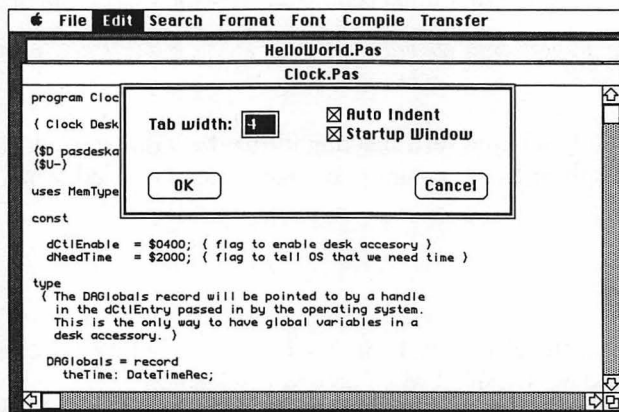 File Edit Search Format Font Compile Transfer
HelloWorld.Pas
Clock.Pas
program Cloc
{ Clock Desk
{$D pasdeska
{$U-}
uses MemType
Tab width: 4
Auto Indent
Startup Window
OK
Cancel
const
dCtlEnable = $0400; { flag to enable desk accesory }
dNeedTime = $2000; { flag to tell OS that we need time }
type
{ The DAGlobals record will be pointed to by a handle
in the dCtlEntry passed in by the operating system.
This is the only way to have global variables in a
desk accessory. }
DAGlobals = record
theTime: DateTimeRec;